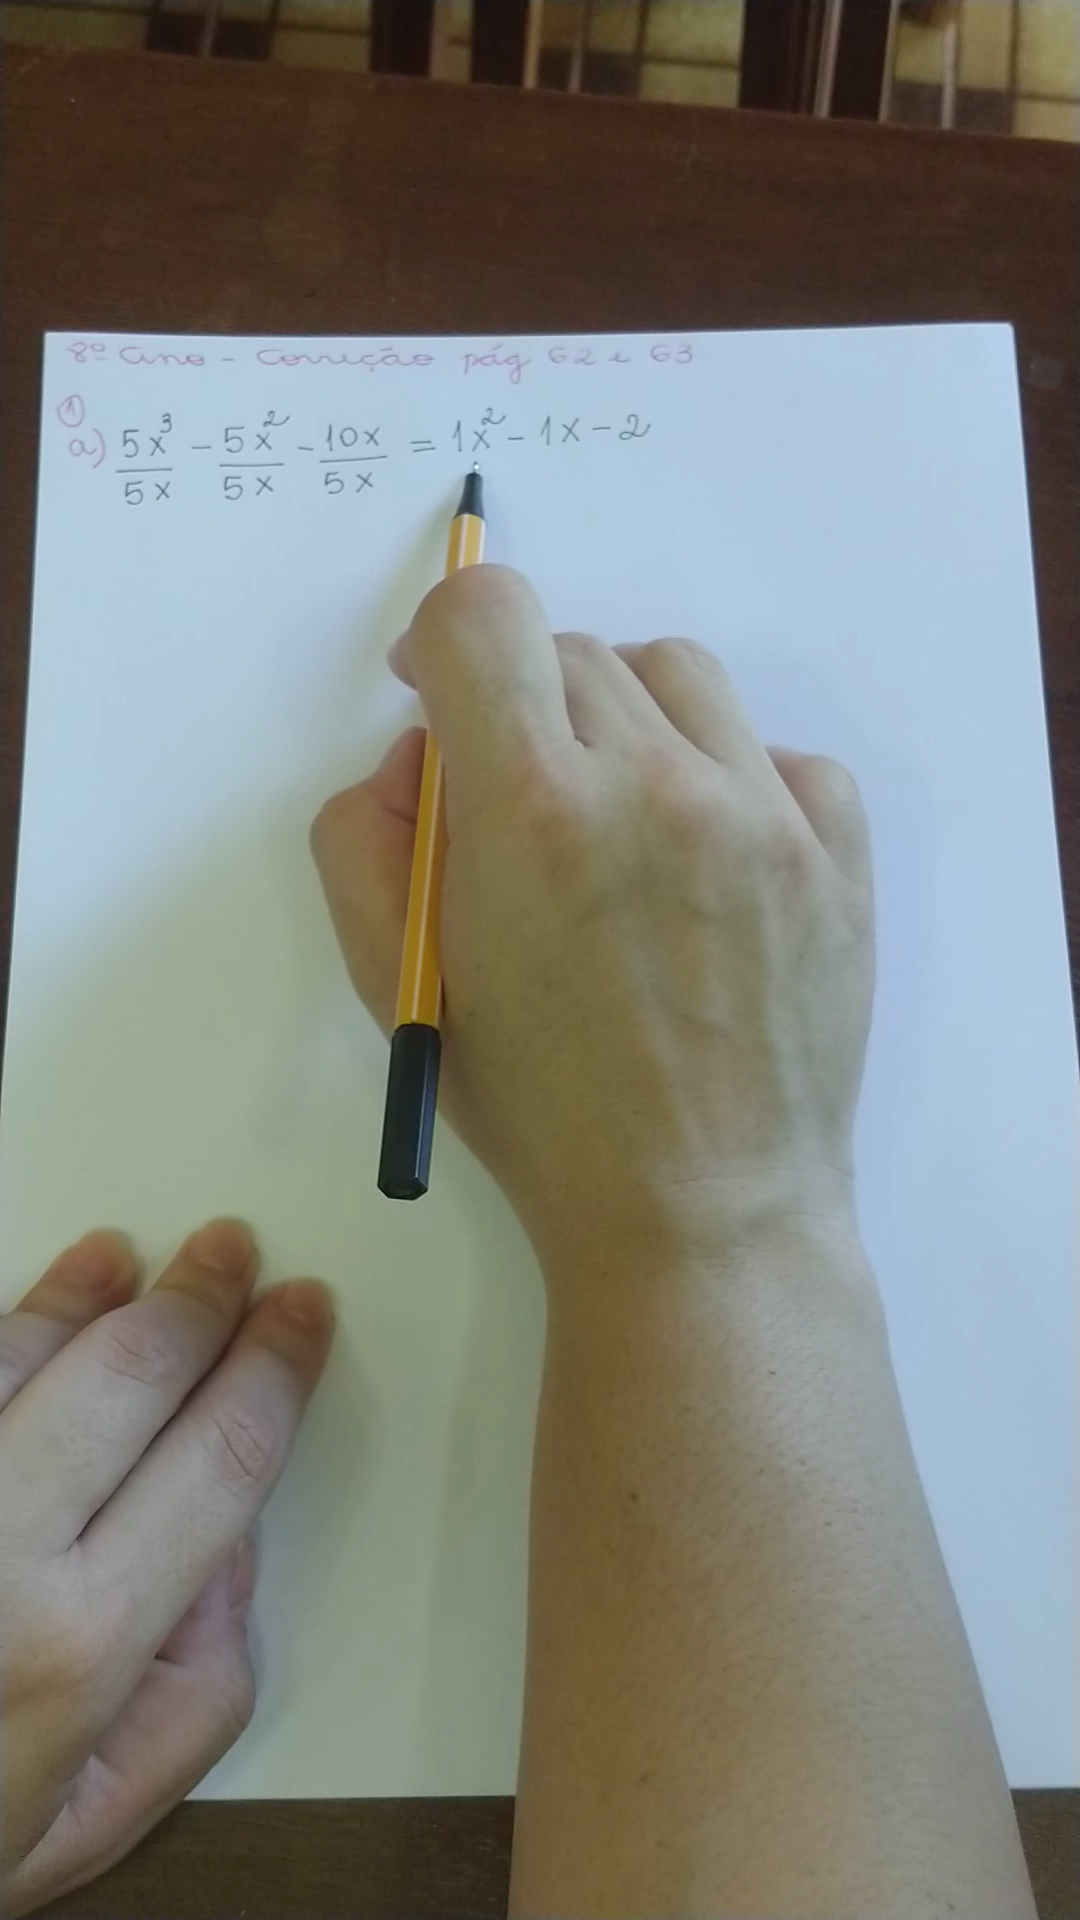 8º ano - Correção pág 62 e 63
①
a) 5x³/5x - 5x²/5x - 10x/5x = 1x² - 1x - 2